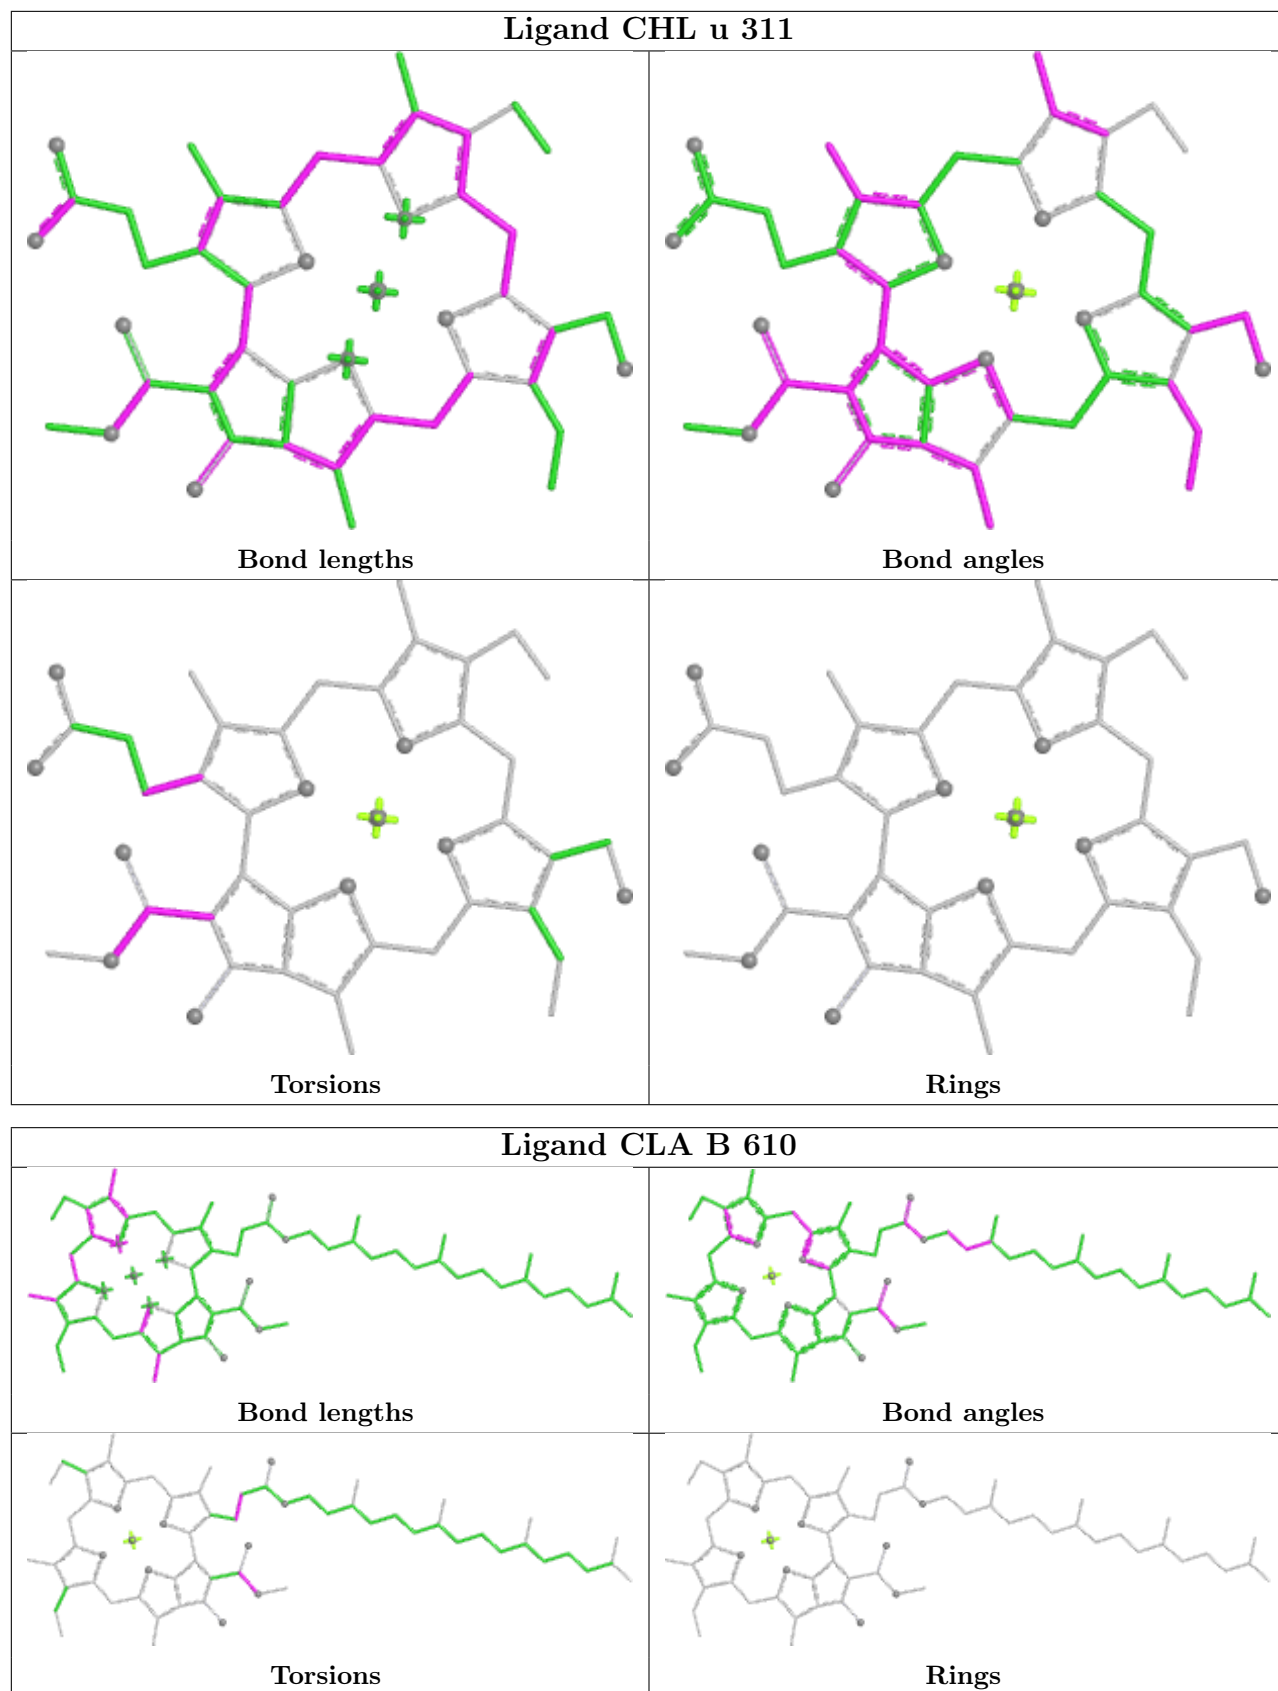 Ligand CHL u 311
Bond lengths
Bond angles
Torsions
Rings
Ligand CLA B 610
Bond lengths
Bond angles
Torsions
Rings